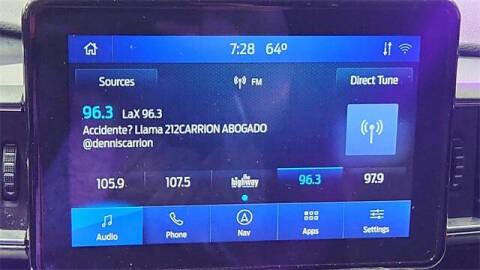 7:28 64°
Sources FM Direct Tune
96.3 LaX 96.3
Accidente? Llama 212CARRION ABOGADO
@denniscarrion
105.9 107.5 the highway 96.3 97.9
Audio Phone Nav Apps Settings